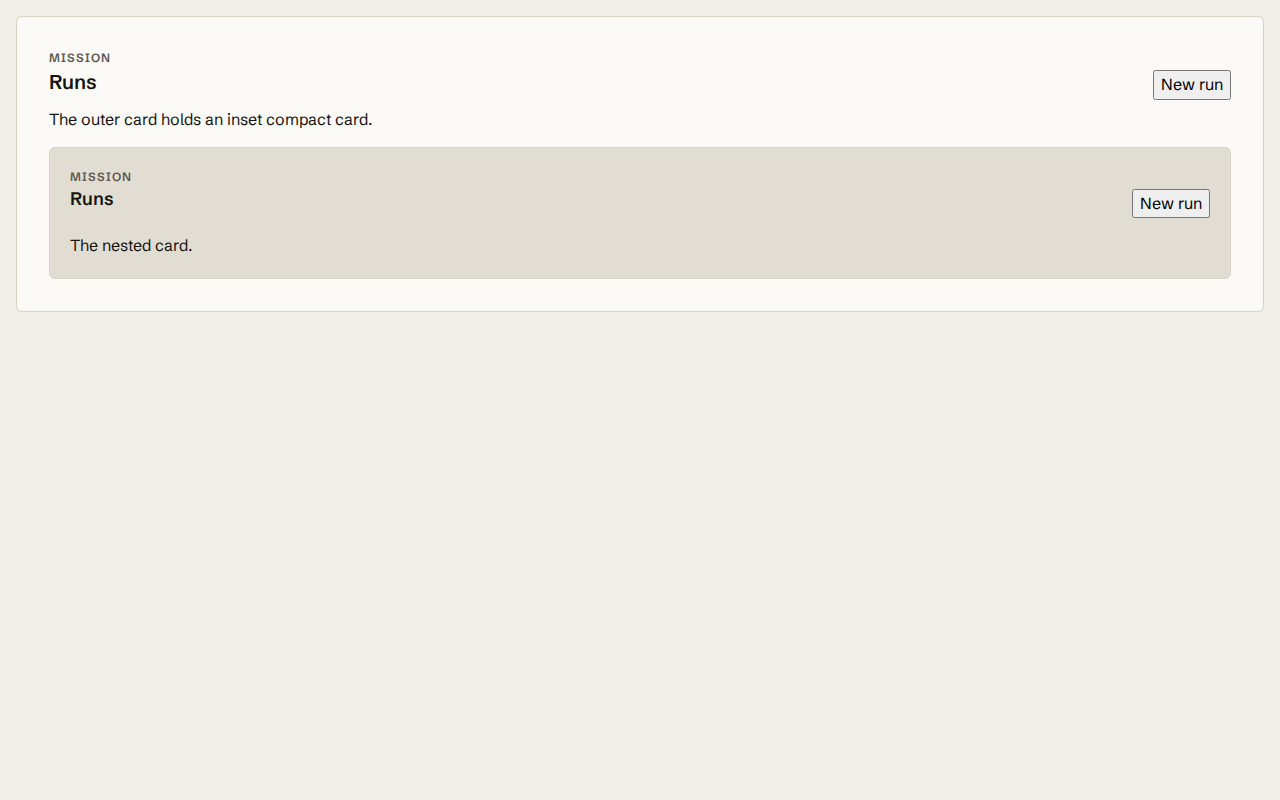 MISSION
Runs
New run
The outer card holds an inset compact card.
MISSION
Runs
New run
The nested card.